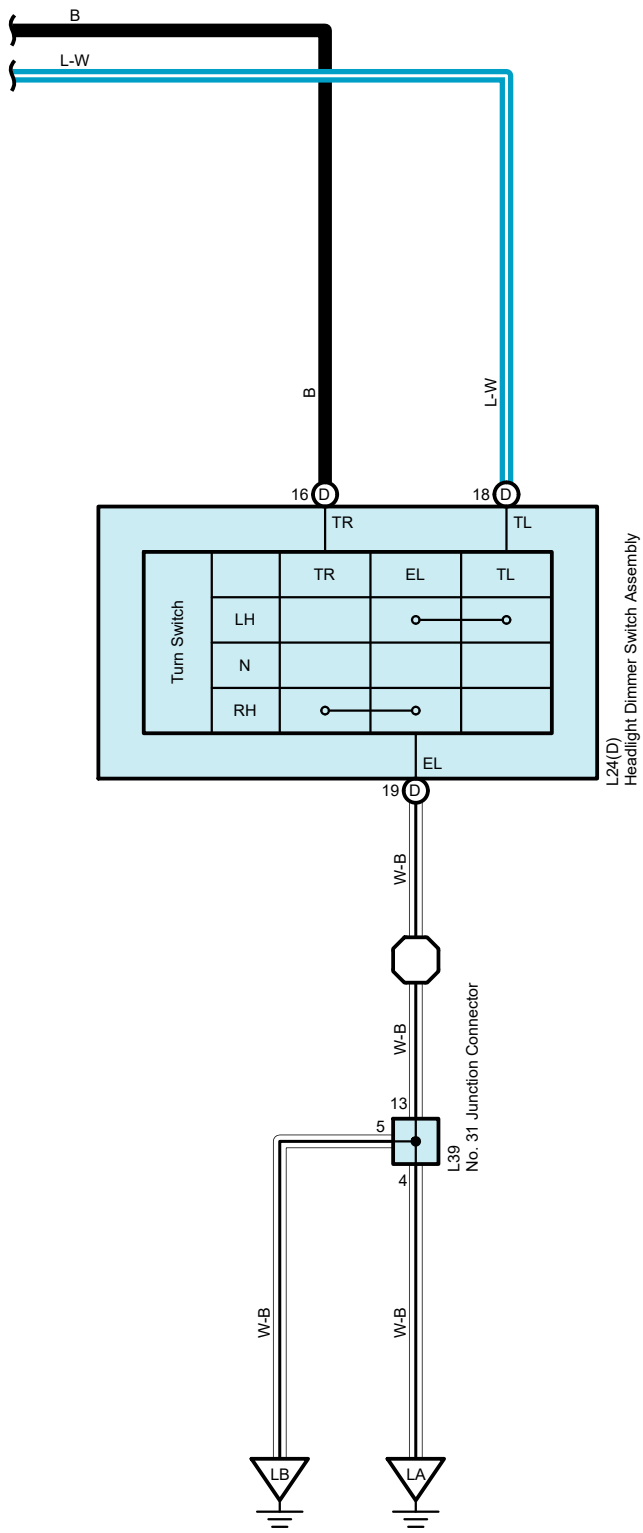 B
L-W
B
L-W
16 D
18 D
TR
TL
Turn Switch
TR EL TL
LH
N
RH
EL
L24(D)
Headlight Dimmer Switch Assembly
19 D
W-B
W-B
13
5
4
L39
No. 31 Junction Connector
W-B
W-B
LB
LA